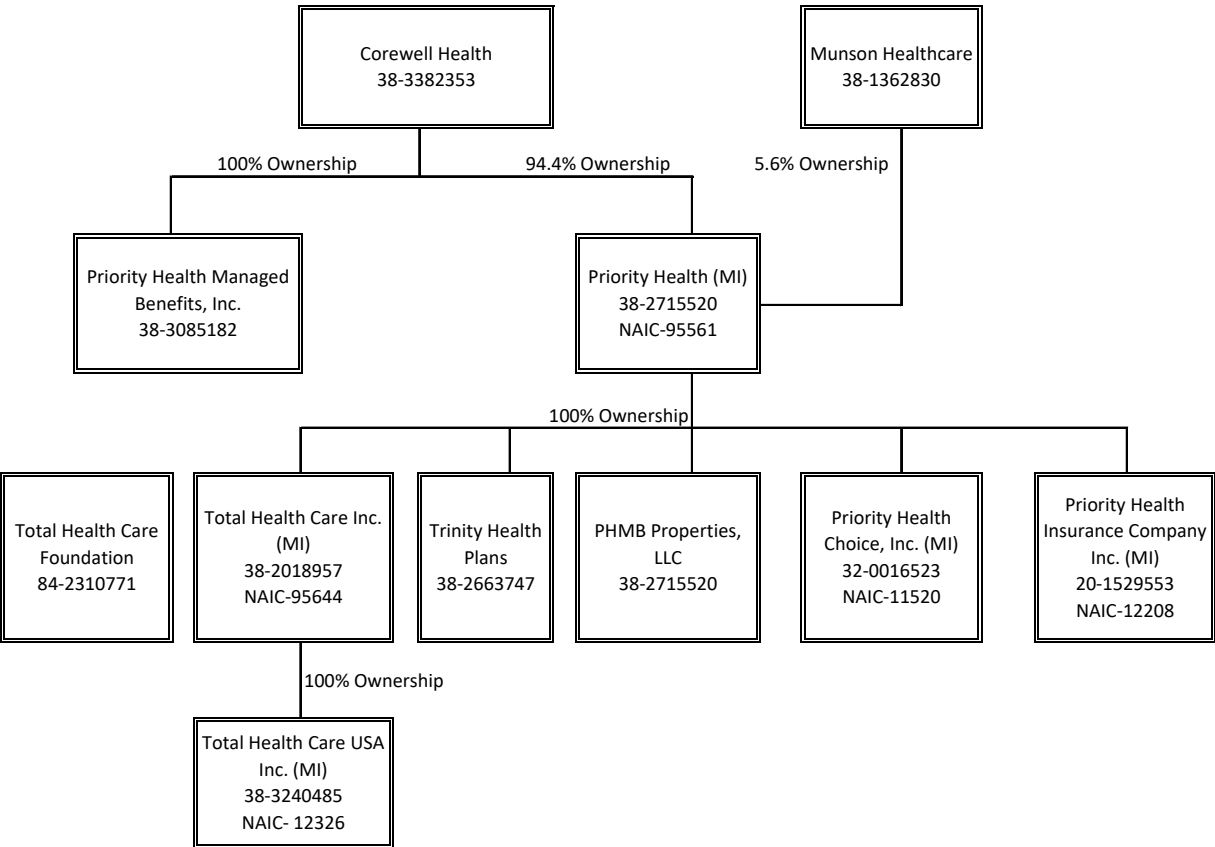 Corewell Health
38-3382353
Munson Healthcare
38-1362830
100% Ownership
94.4% Ownership
5.6% Ownership
Priority Health Managed
Benefits, Inc.
38-3085182
Priority Health (MI)
38-2715520
NAIC-95561
100% Ownership
Total Health Care
Foundation
84-2310771
Total Health Care Inc.
(MI)
38-2018957
NAIC-95644
Trinity Health
Plans
38-2663747
PHMB Properties,
LLC
38-2715520
Priority Health
Choice, Inc. (MI)
32-0016523
NAIC-11520
Priority Health
Insurance Company
Inc. (MI)
20-1529553
NAIC-12208
100% Ownership
Total Health Care USA
Inc. (MI)
38-3240485
NAIC- 12326